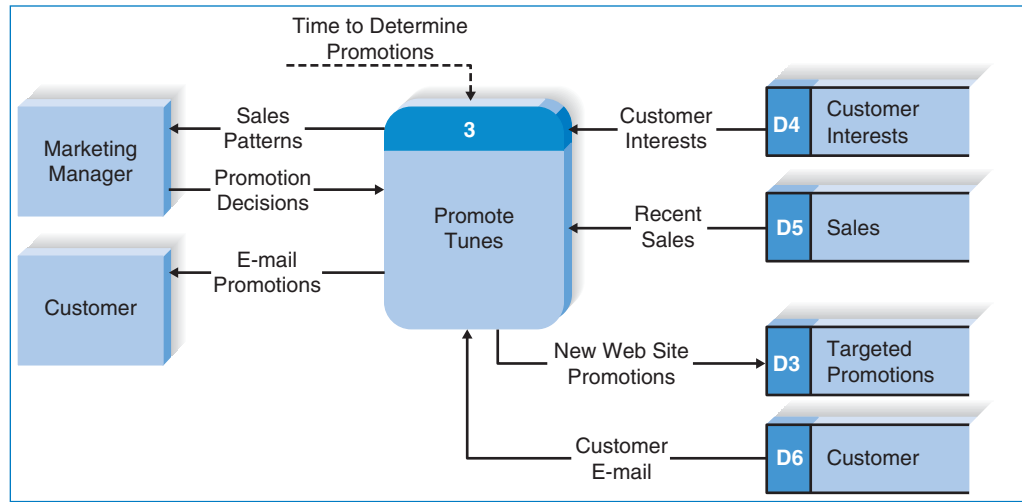 Time to Determine
Promotions
Marketing
Manager
Sales
Patterns
Promotion
Decisions
Customer
E-mail
Promotions
3
Promote
Tunes
Customer
Interests
D4
Customer
Interests
Recent
Sales
D5
Sales
New Web Site
Promotions
D3
Targeted
Promotions
Customer
E-mail
D6
Customer